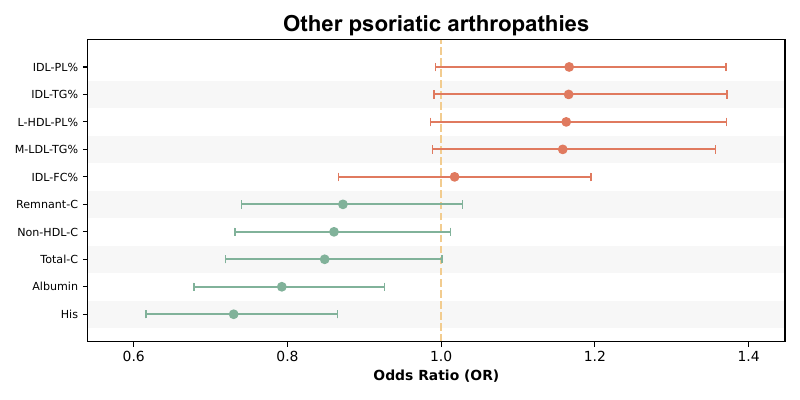 Other psoriatic arthropathies
IDL-PL%
IDL-TG%
L-HDL-PL%
M-LDL-TG%
IDL-FC%
Remnant-C
Non-HDL-C
Total-C
Albumin
His
0.6 0.8 1.0 1.2 1.4
Odds Ratio (OR)